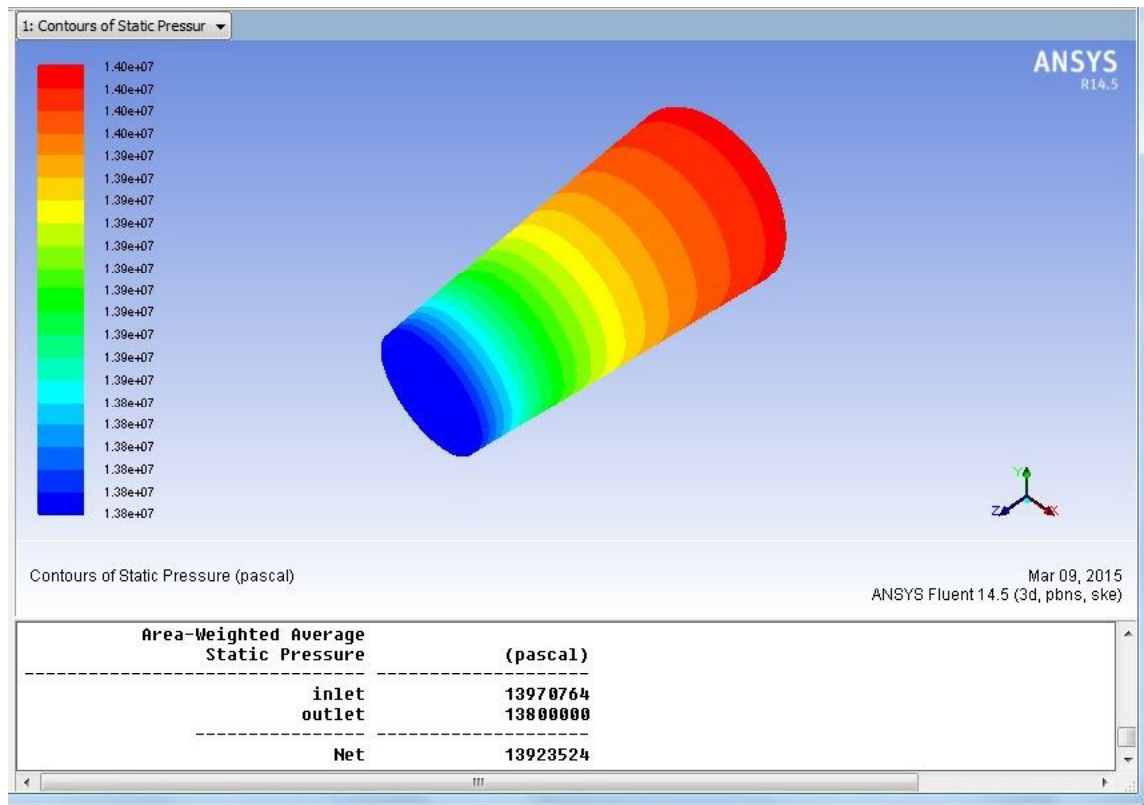 1: Contours of Static Pressur
ANSYS
R14.5
1.40e+07
1.40e+07
1.40e+07
1.40e+07
1.39e+07
1.39e+07
1.39e+07
1.39e+07
1.39e+07
1.39e+07
1.39e+07
1.39e+07
1.39e+07
1.39e+07
1.39e+07
1.38e+07
1.38e+07
1.38e+07
1.38e+07
1.38e+07
1.38e+07
Y
Z X
Contours of Static Pressure (pascal)
Mar 09, 2015
ANSYS Fluent 14.5 (3d, pbns, ske)
Area-Weighted Average
Static Pressure (pascal)
-------------------------------- --------------------
inlet 13970764
outlet 13800000
---------------- --------------------
Net 13923524